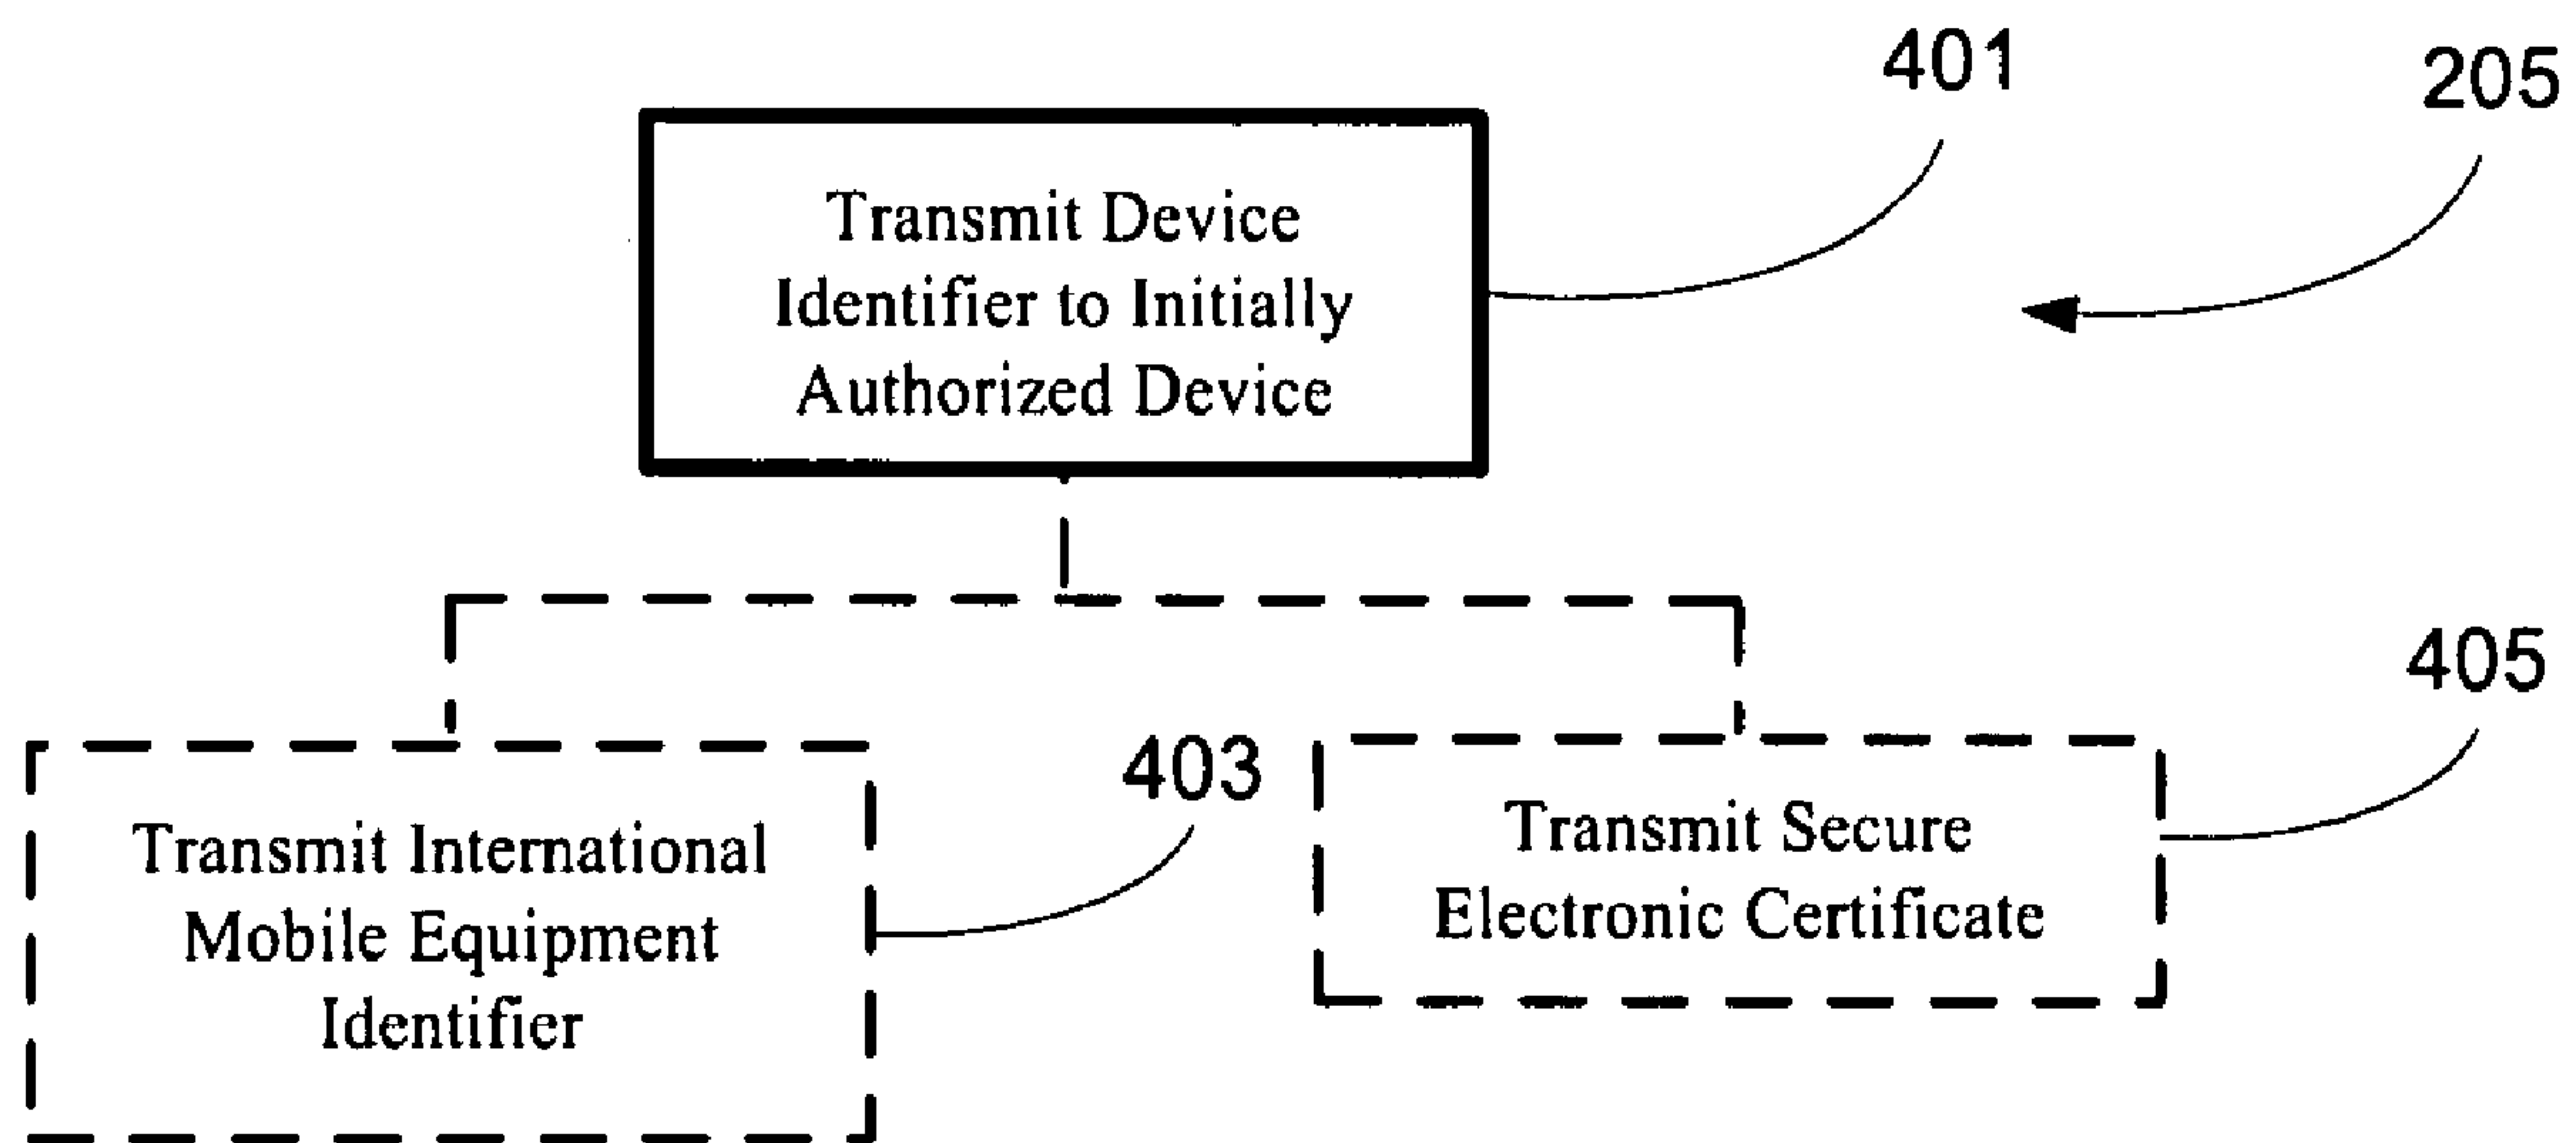 401
205
Transmit Device
Identifier to Initially
Authorized Device
405
403
Transmit International
Mobile Equipment
Identifier
Transmit Secure
Electronic Certificate